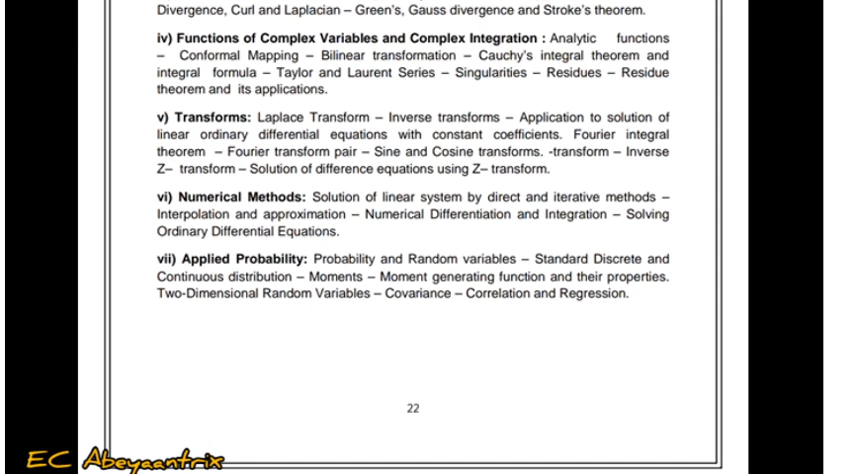 Divergence, Curl and Laplacian – Green's, Gauss divergence and Stroke's theorem.
iv) Functions of Complex Variables and Complex Integration : Analytic functions
– Conformal Mapping – Bilinear transformation – Cauchy's integral theorem and
integral formula – Taylor and Laurent Series – Singularities – Residues – Residue
theorem and its applications.
v) Transforms: Laplace Transform – Inverse transforms – Application to solution of
linear ordinary differential equations with constant coefficients. Fourier integral
theorem – Fourier transform pair – Sine and Cosine transforms. -transform – Inverse
Z– transform – Solution of difference equations using Z– transform.
vi) Numerical Methods: Solution of linear system by direct and iterative methods –
Interpolation and approximation – Numerical Differentiation and Integration – Solving
Ordinary Differential Equations.
vii) Applied Probability: Probability and Random variables – Standard Discrete and
Continuous distribution – Moments – Moment generating function and their properties.
Two-Dimensional Random Variables – Covariance – Correlation and Regression.
22
EC Abeyaantrix